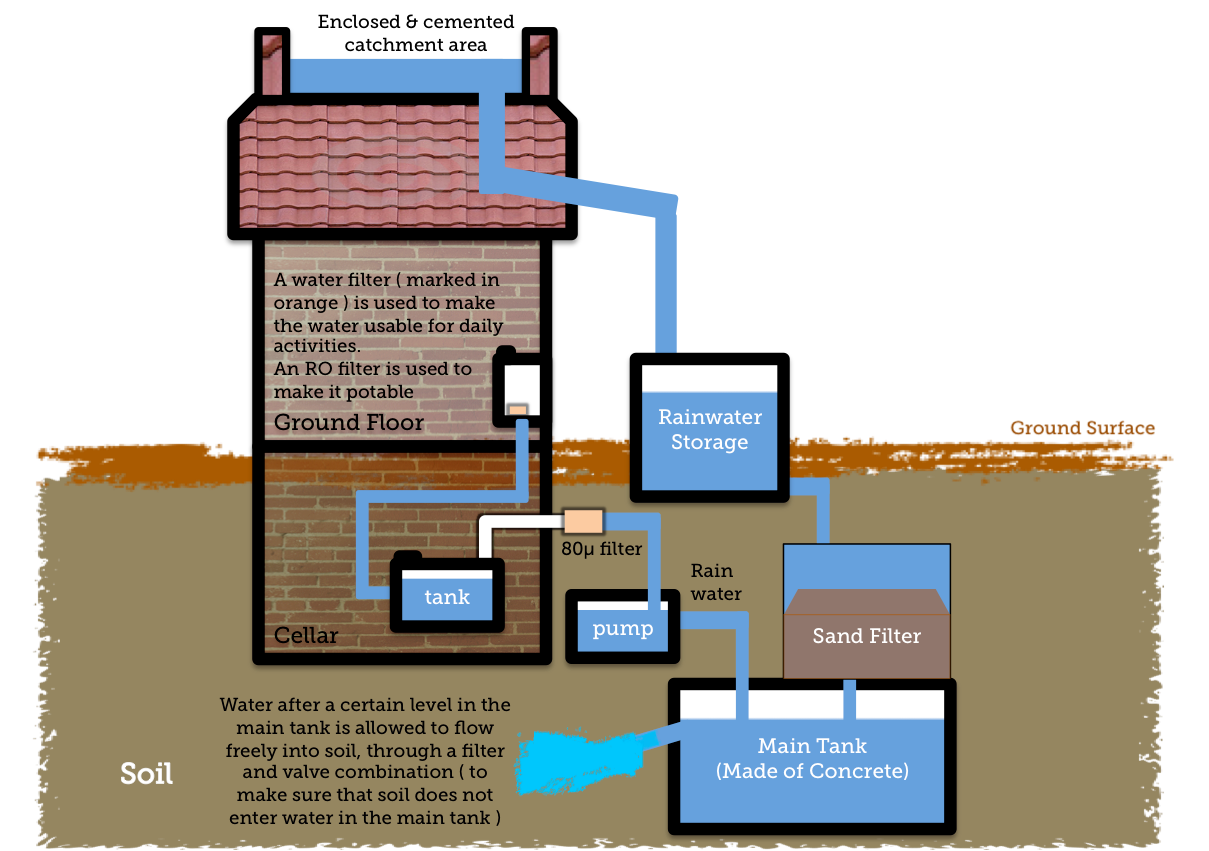 Enclosed & cemented
catchment area
A water filter ( marked in
orange ) is used to make
the water usable for daily
activities.
An RO filter is used to
make it potable
Ground Floor
Rainwater
Storage
Ground Surface
80μ filter
Rain
water
tank
pump
Sand Filter
Cellar
Water after a certain level in the
main tank is allowed to flow
freely into soil, through a filter
and valve combination ( to
make sure that soil does not
enter water in the main tank )
Soil
Main Tank
(Made of Concrete)